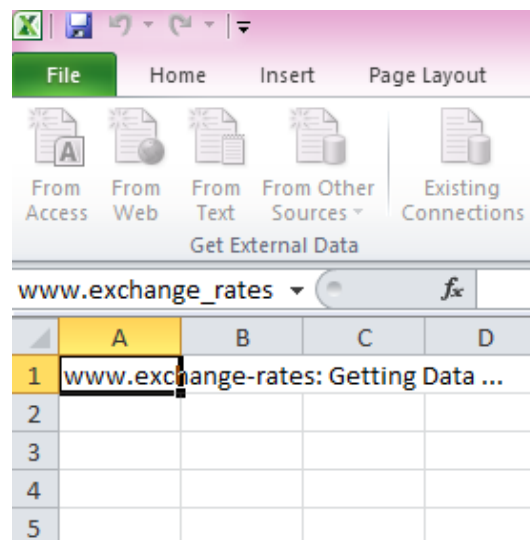 File Home Insert Page Layout
From Access
From Web
From Text
From Other Sources
Existing Connections
Get External Data
www.exchange_rates fx
A B C D
1 www.exchange-rates: Getting Data ...
2
3
4
5